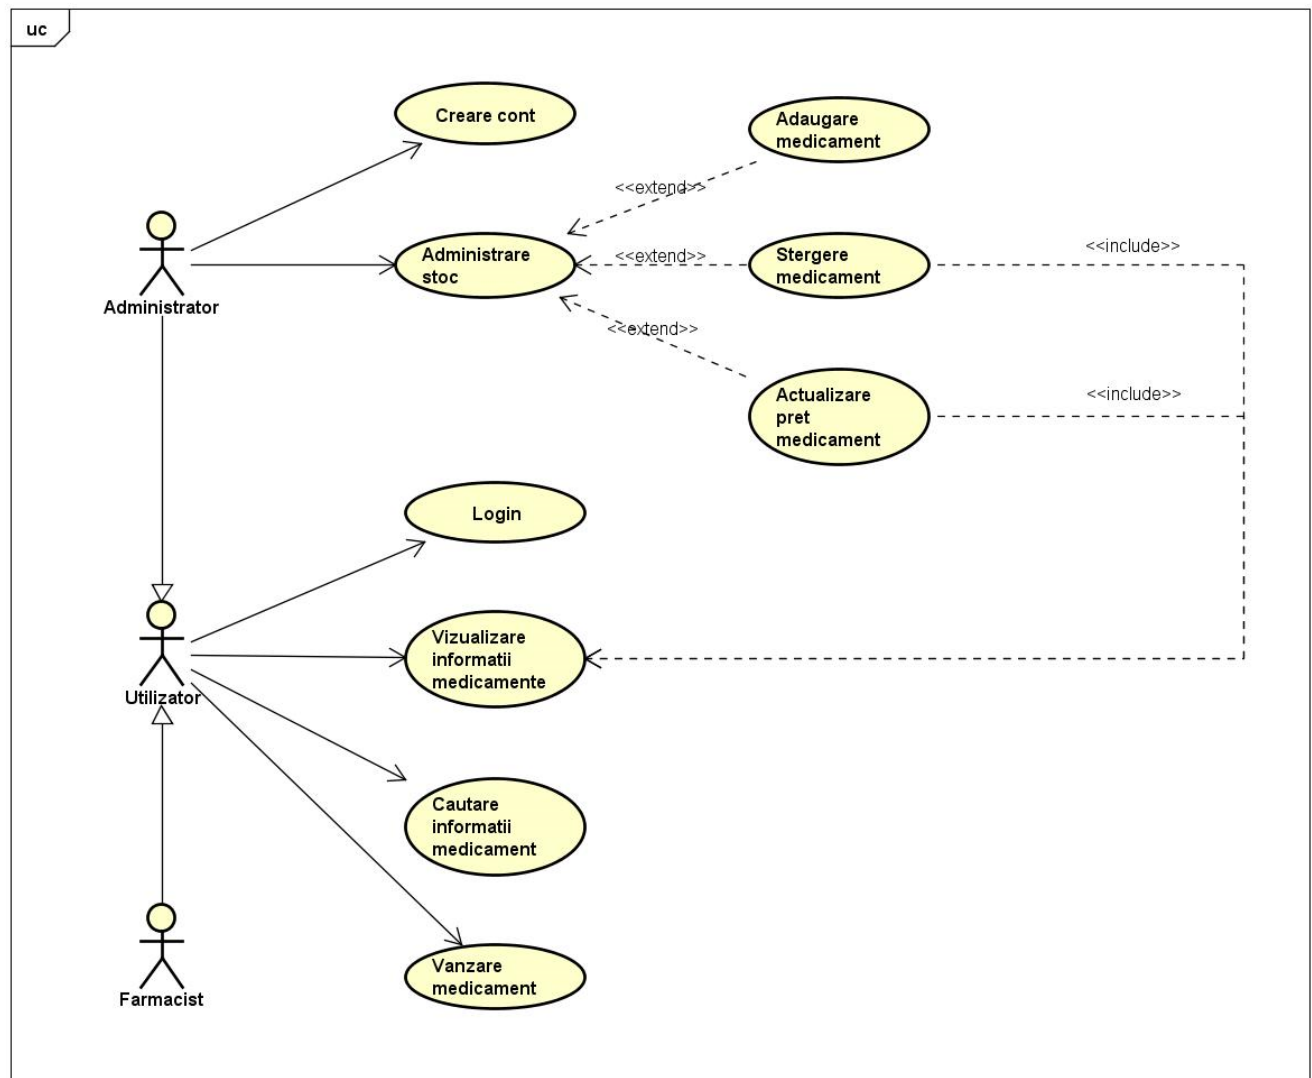 uc
Creare cont
Adaugare
medicament
<<extend>>
Administrare
stoc
<<extend>>
Stergere
medicament
<<include>>
Administrator
<<extend>>
Actualizare
pret
medicament
<<include>>
Login
Vizualizare
informatii
medicamente
Utilizator
Cautare
informatii
medicament
Vanzare
medicament
Farmacist